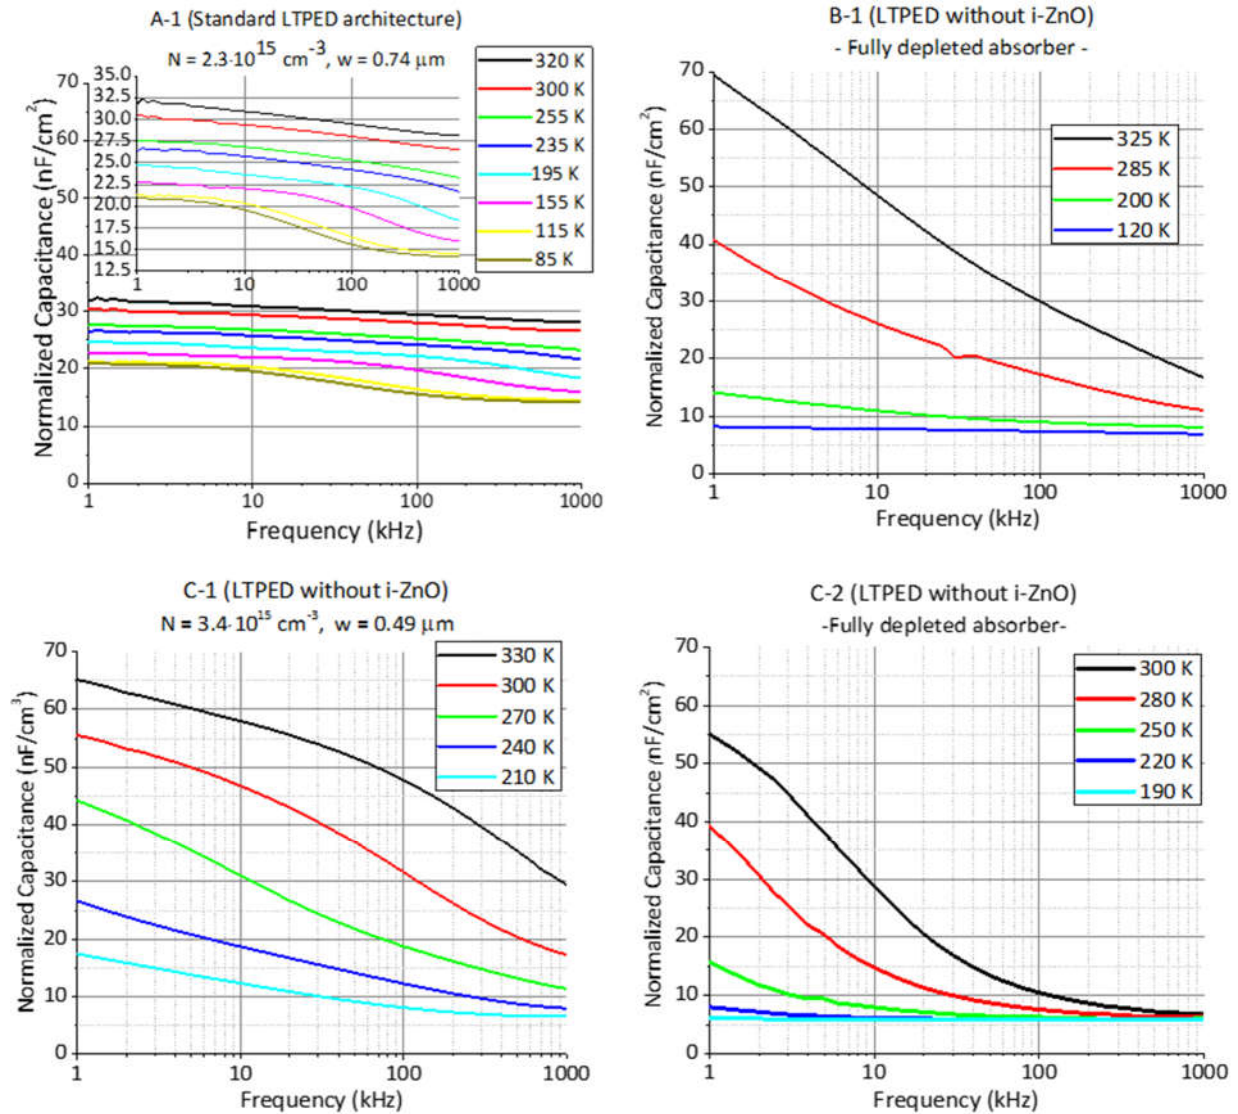 A-1 (Standard LTPED architecture)
N = 2.3·10^15 cm^-3, w = 0.74 μm
Normalized Capacitance (nF/cm^2)
70
60
50
40
30
20
10
0
35.0
32.5
30.0
27.5
25.0
22.5
20.0
17.5
15.0
12.5
1 10 100 1000
320 K
300 K
255 K
235 K
195 K
155 K
115 K
85 K
1 10 100 1000
Frequency (kHz)
B-1 (LTPED without i-ZnO)
- Fully depleted absorber -
Normalized Capacitance (nF/cm^2)
70
60
50
40
30
20
10
0
325 K
285 K
200 K
120 K
1 10 100 1000
Frequency (kHz)
C-1 (LTPED without i-ZnO)
N = 3.4·10^15 cm^-3, w = 0.49 μm
Normalized Capacitance (nF/cm^3)
70
60
50
40
30
20
10
0
330 K
300 K
270 K
240 K
210 K
1 10 100 1000
Frequency (kHz)
C-2 (LTPED without i-ZnO)
-Fully depleted absorber-
Normalized Capacitance (nF/cm^2)
70
60
50
40
30
20
10
0
300 K
280 K
250 K
220 K
190 K
1 10 100 1000
Frequency (kHz)